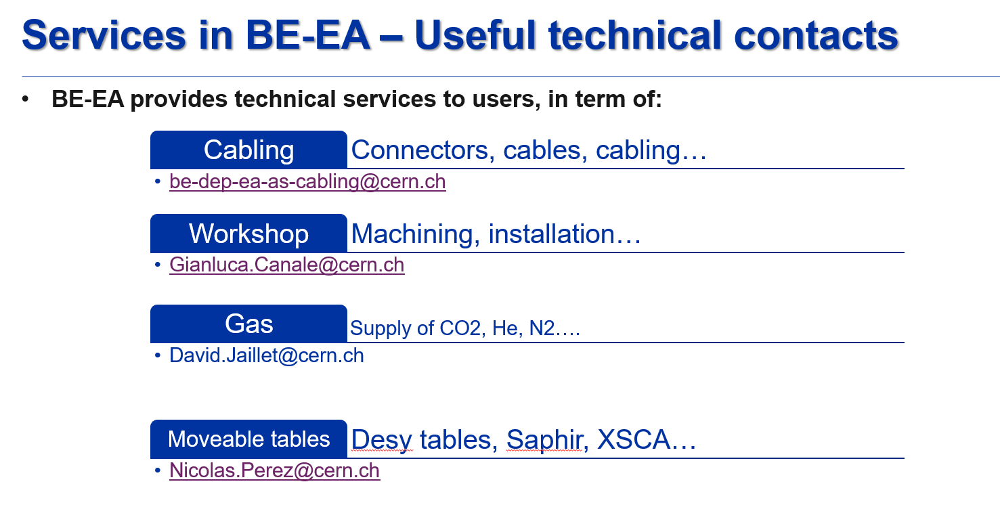 Services in BE-EA – Useful technical contacts
• BE-EA provides technical services to users, in term of:
Cabling Connectors, cables, cabling…
• be-dep-ea-as-cabling@cern.ch
Workshop Machining, installation…
• Gianluca.Canale@cern.ch
Gas Supply of CO2, He, N2….
• David.Jaillet@cern.ch
Moveable tables Desy tables, Saphir, XSCA…
• Nicolas.Perez@cern.ch